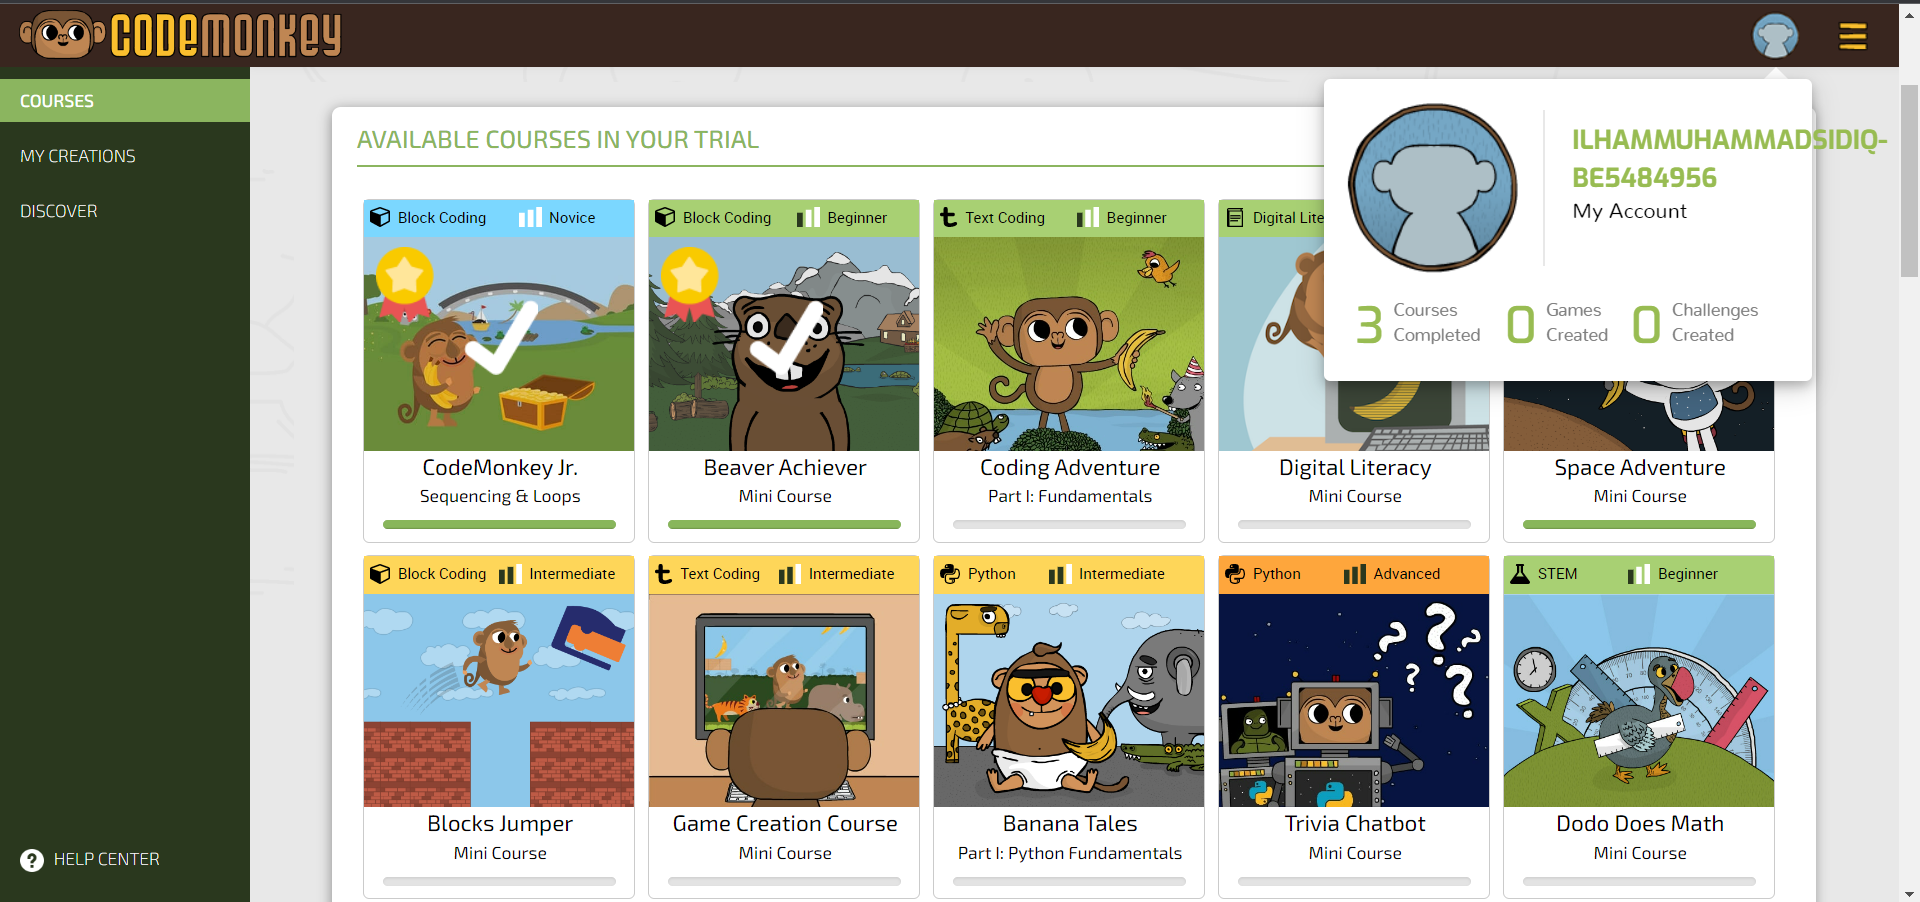 CODEMONKEY
COURSES
MY CREATIONS
DISCOVER
HELP CENTER
AVAILABLE COURSES IN YOUR TRIAL
ILHAMMUHAMMADSIDIQ-
BE5484956
My Account
3 Courses Completed
0 Games Created
0 Challenges Created
Block Coding Novice
CodeMonkey Jr.
Sequencing & Loops
Block Coding Beginner
Beaver Achiever
Mini Course
Text Coding Beginner
Coding Adventure
Part I: Fundamentals
Digital Lite
Digital Literacy
Mini Course
Space Adventure
Mini Course
Block Coding Intermediate
Blocks Jumper
Mini Course
Text Coding Intermediate
Game Creation Course
Mini Course
Python Intermediate
Banana Tales
Part I: Python Fundamentals
Python Advanced
Trivia Chatbot
Mini Course
STEM Beginner
Dodo Does Math
Mini Course